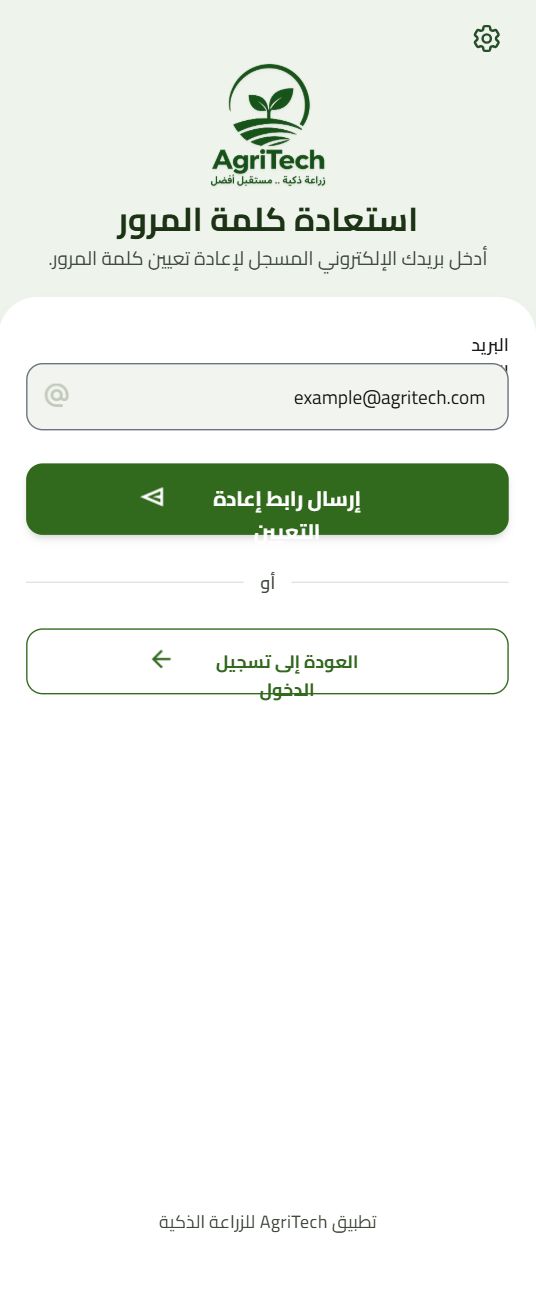 AgriTech
زراعة ذكية .. مستقبل أفضل
استعادة كلمة المرور
أدخل بريدك الإلكتروني المسجل لإعادة تعيين كلمة المرور.
البريد
example@agritech.com
إرسال رابط إعادة
التعيين
أو
العودة إلى تسجيل
الدخول
تطبيق AgriTech للزراعة الذكية